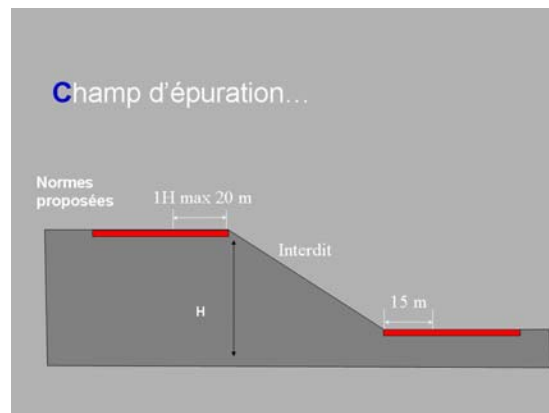 Champ d'épuration…
Normes
proposées
1H max 20 m
Interdit
15 m
H